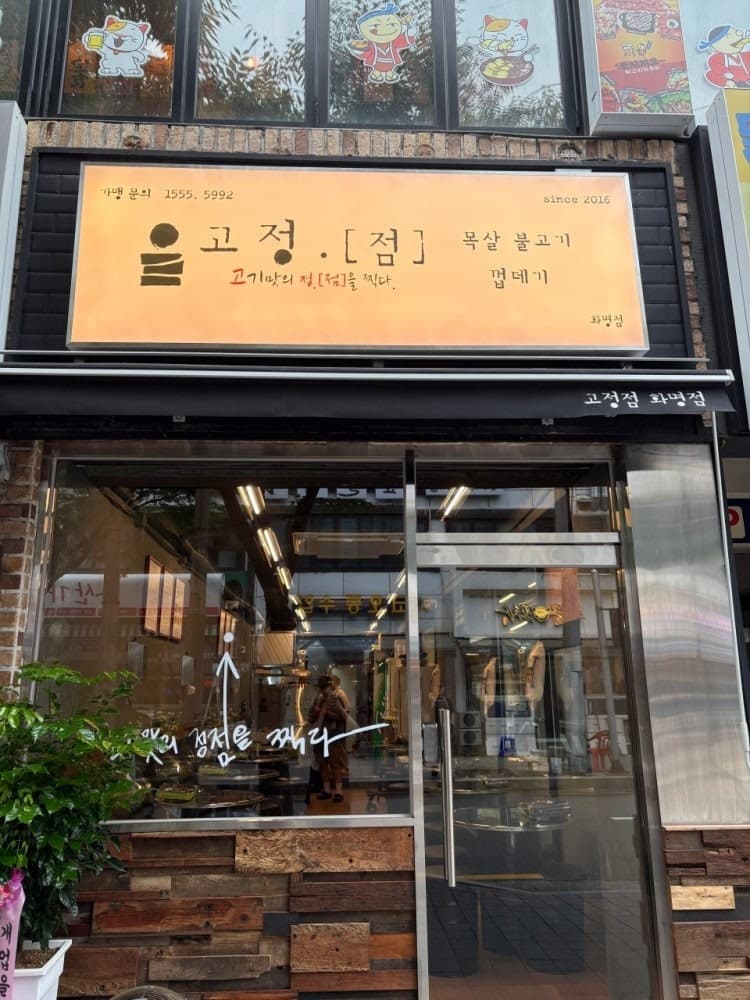 가맹 문의 1555. 5992
since 2016
고정.[점]
고기맛의 정.[점]을 찍다.
목살 불고기
껍데기
화명점
고정점 화명점
맛의 정점을 찍다